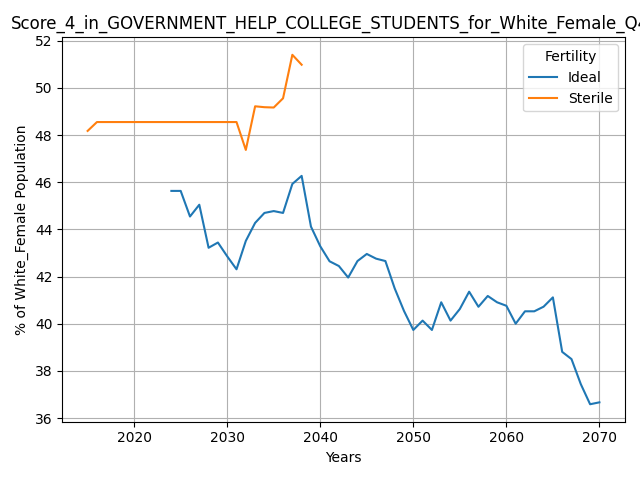 Score_4_in_GOVERNMENT_HELP_COLLEGE_STUDENTS_for_White_Female_Q4
52
50
48
46
44
42
40
38
36
% of White_Female Population
Fertility
Ideal
Sterile
2020 2030 2040 2050 2060 2070
Years